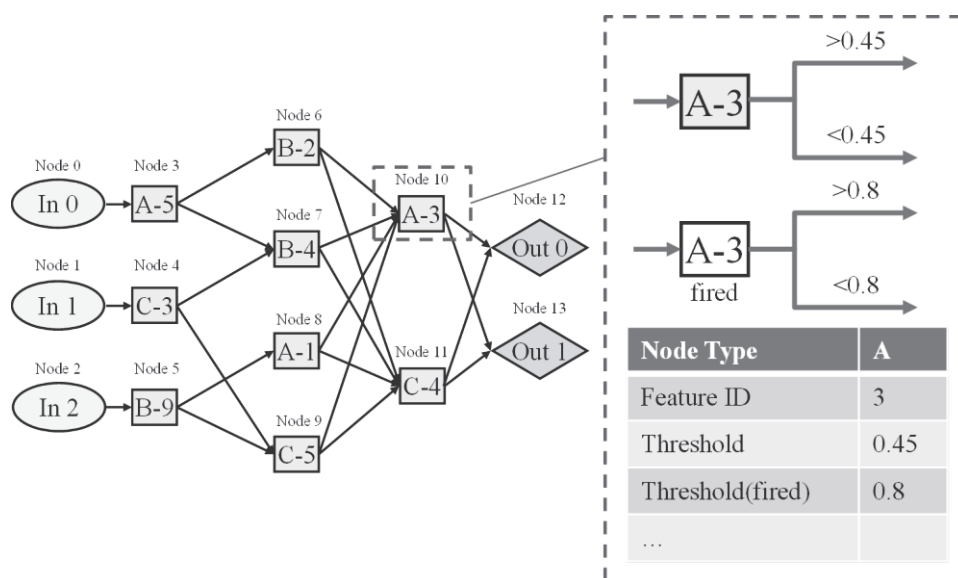 Node 0
In 0
Node 1
In 1
Node 2
In 2
Node 3
A-5
Node 4
C-3
Node 5
B-9
Node 6
B-2
Node 7
B-4
Node 8
A-1
Node 9
C-5
Node 10
A-3
Node 11
C-4
Node 12
Out 0
Node 13
Out 1
>0.45
A-3
<0.45
>0.8
A-3
fired
<0.8
Node Type A
Feature ID 3
Threshold 0.45
Threshold(fired) 0.8
...